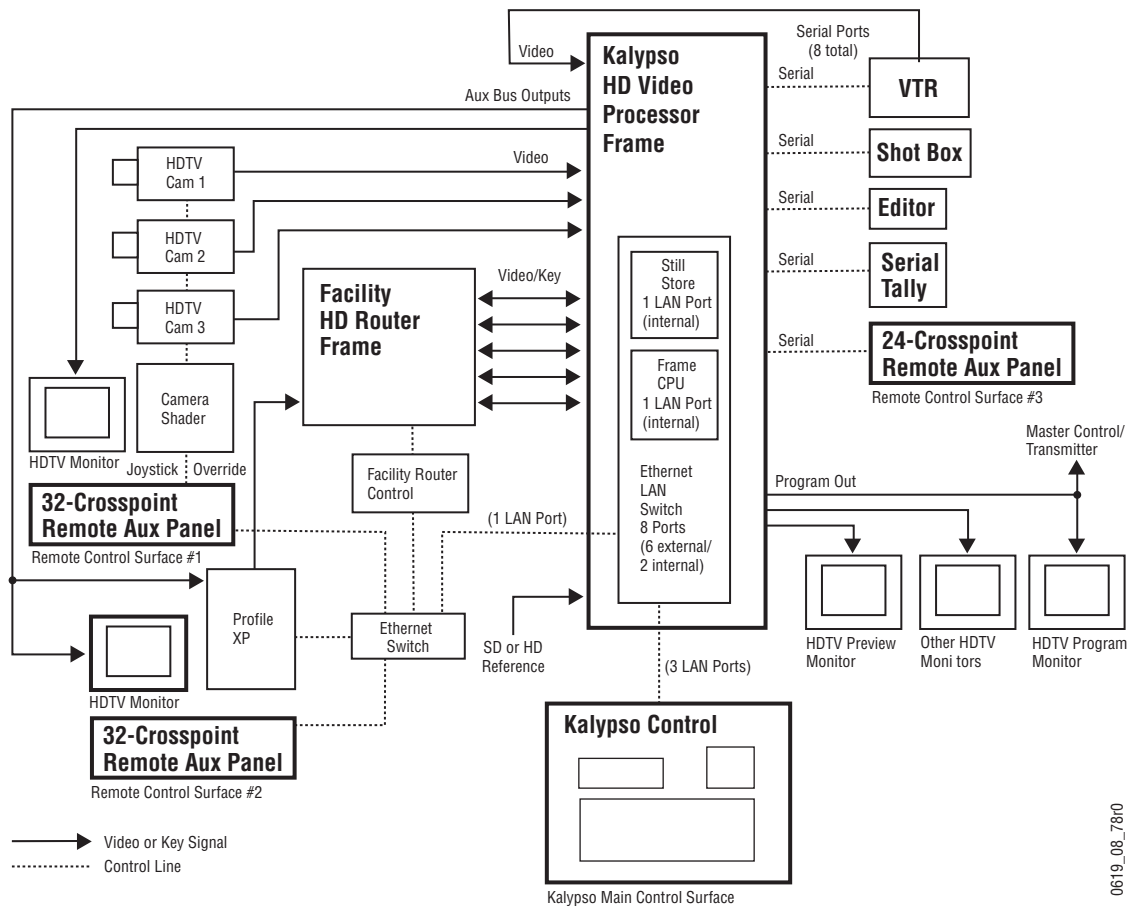 Serial Ports
(8 total)
Video
Kalypso
HD Video
Processor
Frame
Serial
VTR
Aux Bus Outputs
HDTV
Cam 1
Video
Serial
Shot Box
HDTV
Cam 2
Serial
Editor
HDTV
Cam 3
Facility
HD Router
Frame
Video/Key
Still
Store
1 LAN Port
(internal)
Serial
Serial
Tally
Serial
24-Crosspoint
Remote Aux Panel
Remote Control Surface #3
Frame
CPU
1 LAN Port
(internal)
HDTV Monitor
Camera
Shader
Joystick
Override
Facility Router
Control
Ethernet
LAN
Switch
8 Ports
(6 external/
2 internal)
Program Out
Master Control/
Transmitter
32-Crosspoint
Remote Aux Panel
Remote Control Surface #1
(1 LAN Port)
Profile
XP
Ethernet
Switch
SD or HD
Reference
HDTV Preview
Monitor
Other HDTV
Moni tors
HDTV Program
Monitor
(3 LAN Ports)
HDTV Monitor
32-Crosspoint
Remote Aux Panel
Remote Control Surface #2
Kalypso Control
Kalypso Main Control Surface
Video or Key Signal
Control Line
0619_08_78r0